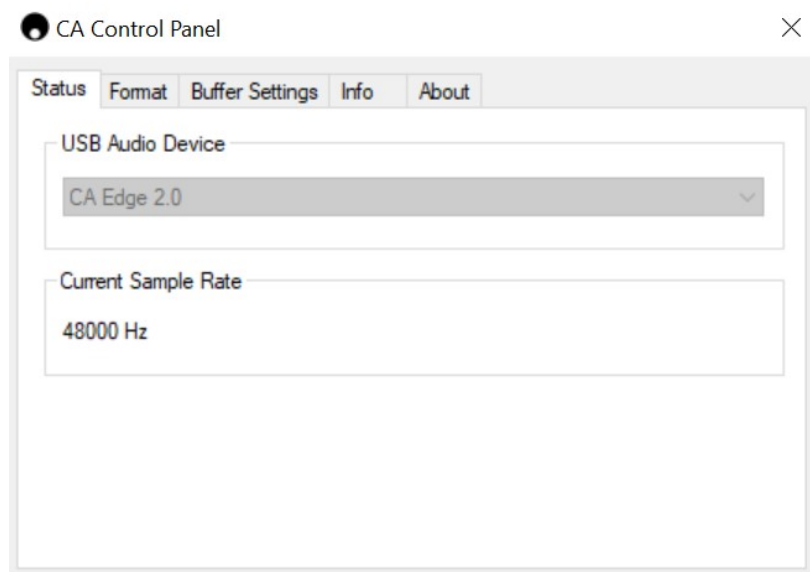 CA Control Panel
Status Format Buffer Settings Info About
USB Audio Device
CA Edge 2.0
Current Sample Rate
48000 Hz